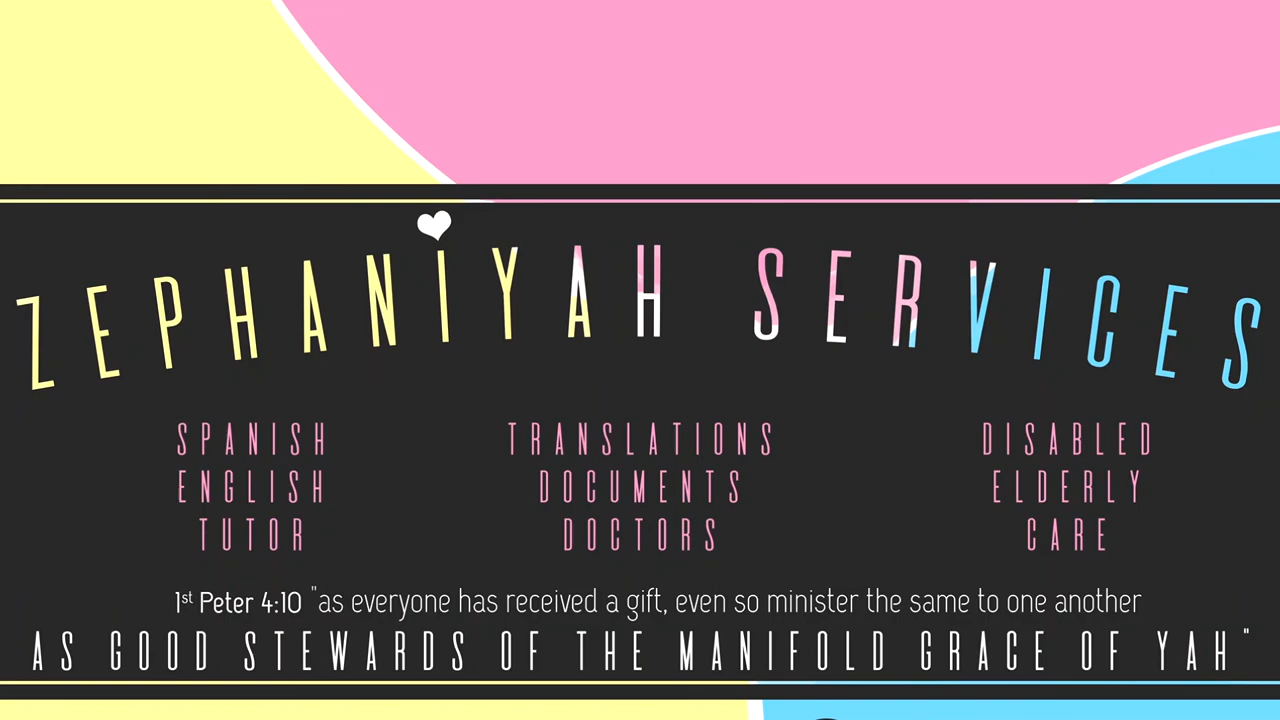 ZEPHANIYAH SERVICES
SPANISH
ENGLISH
TUTOR
TRANSLATIONS
DOCUMENTS
DOCTORS
DISABLED
ELDERLY
CARE
1st Peter 4:10 "as everyone has received a gift, even so minister the same to one another
AS GOOD STEWARDS OF THE MANIFOLD GRACE OF YAH"